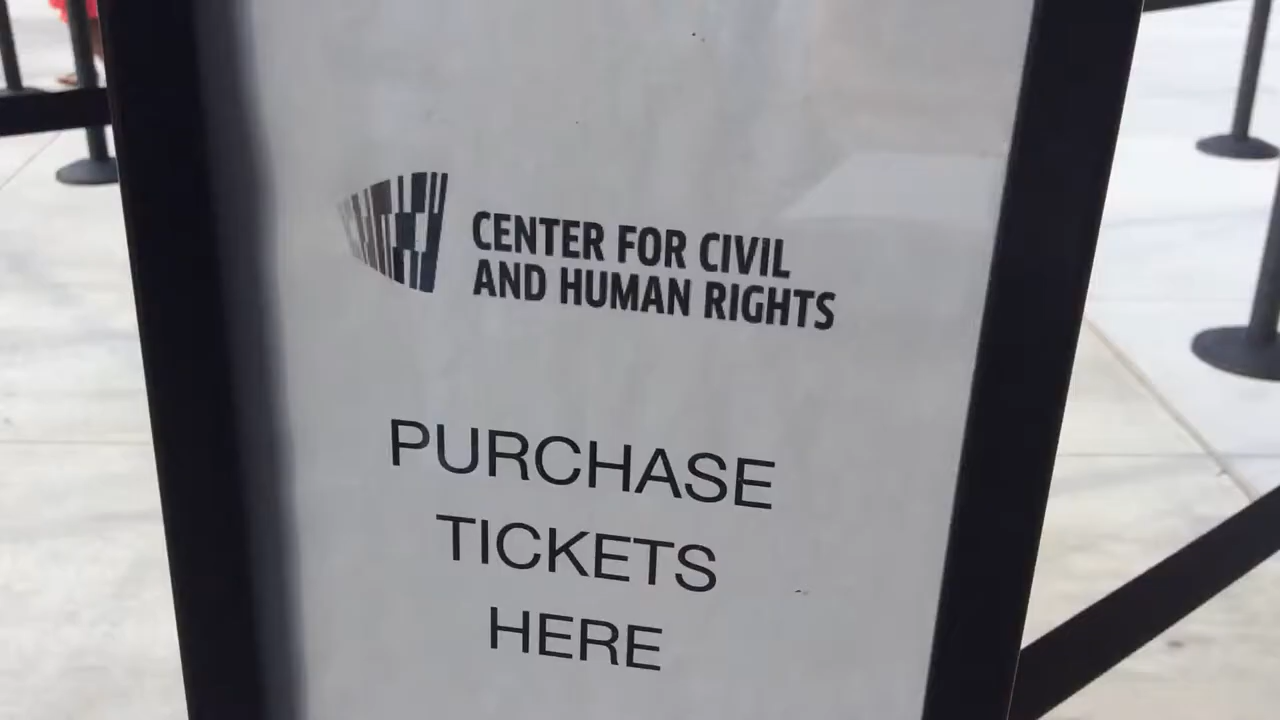 CENTER FOR CIVIL
AND HUMAN RIGHTS
PURCHASE
TICKETS
HERE